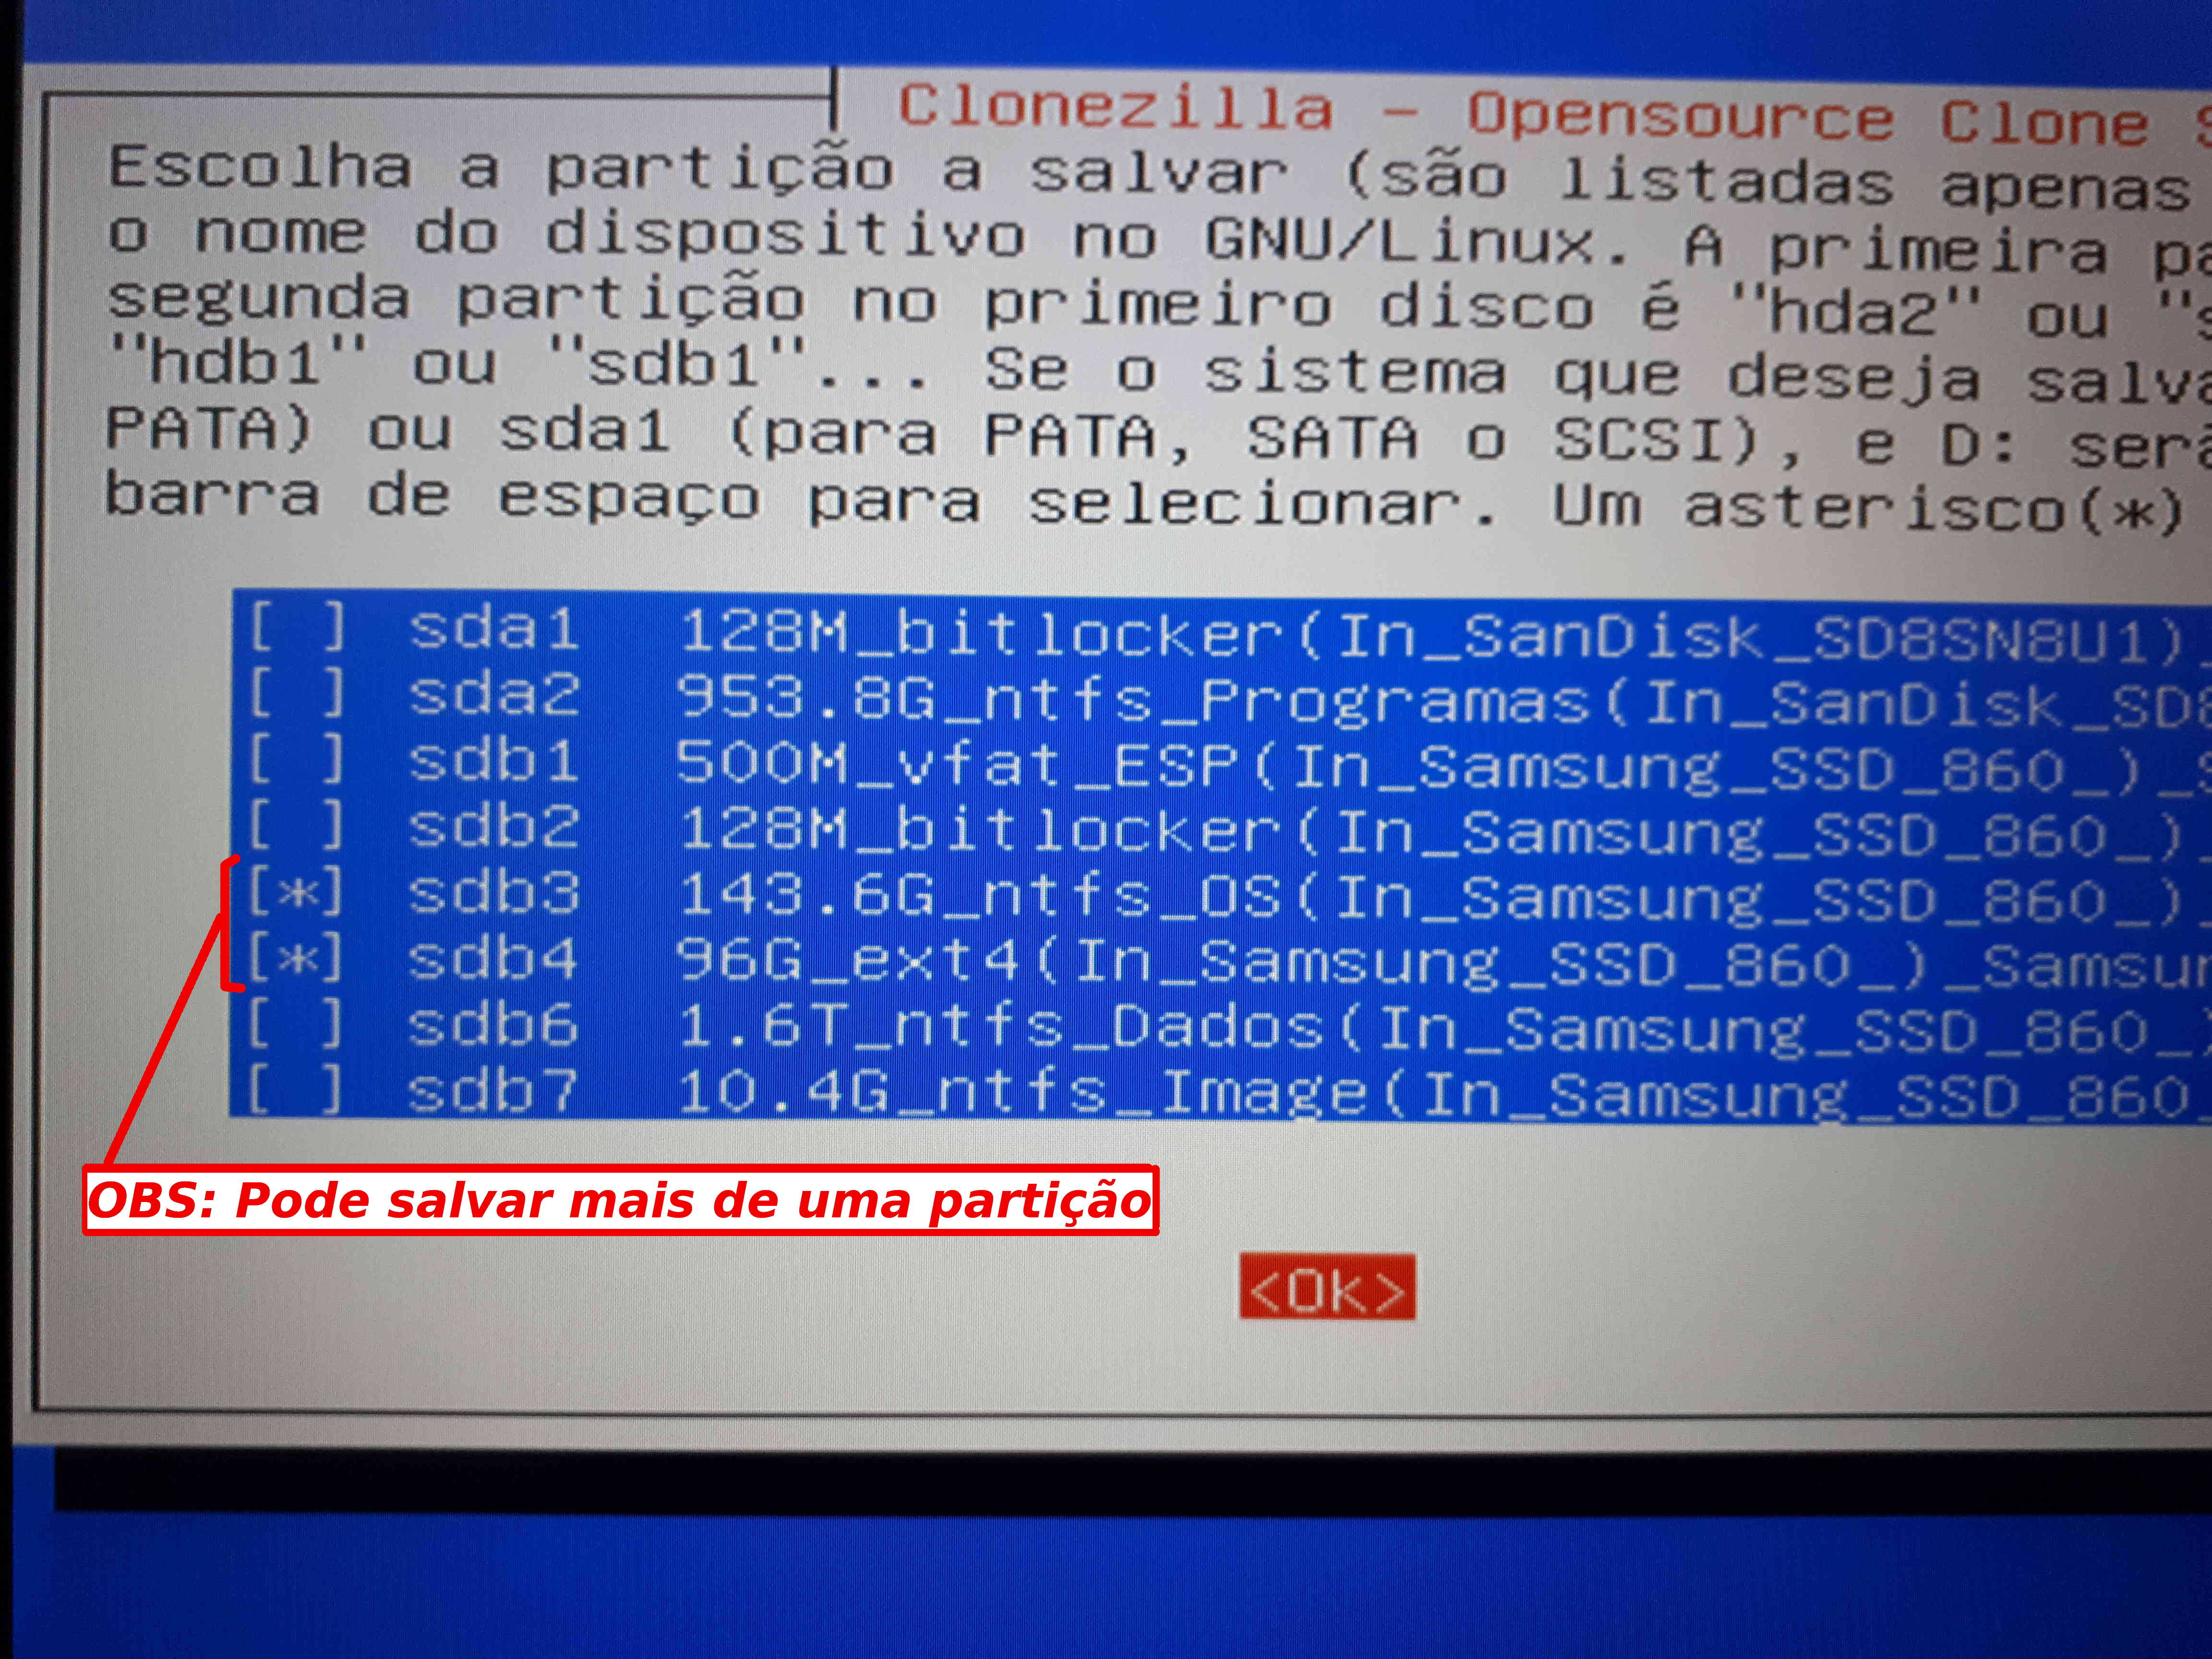 Clonezilla - Opensource Clone
Escolha a partição a salvar (são listadas apenas
o nome do dispositivo no GNU/Linux. A primeira
segunda partição no primeiro disco é "hda2" ou
"hdb1" ou "sdb1"... Se o sistema que deseja
PATA) ou sda1 (para PATA, SATA o SCSI), e D:
barra de espaço para selecionar. Um asterisco(*)
[ ] sda1 128M_bitlocker(In_SanDisk_SD8SN8U1)_
[ ] sda2 953.8G_ntfs_Programas(In_SanDisk_SD8
[ ] sdb1 500M_vfat_ESP(In_Samsung_SSD_860_)_S
[ ] sdb2 128M_bitlocker(In_Samsung_SSD_860_)_
[*] sdb3 143.6G_ntfs_OS(In_Samsung_SSD_860_)_
[*] sdb4 96G_ext4(In_Samsung_SSD_860_)_Samsun
[ ] sdb6 1.6T_ntfs_Dados(In_Samsung_SSD_860_)
[ ] sdb7 10.4G_ntfs_Image(In_Samsung_SSD_860_
OBS: Pode salvar mais de uma partição
<Ok>